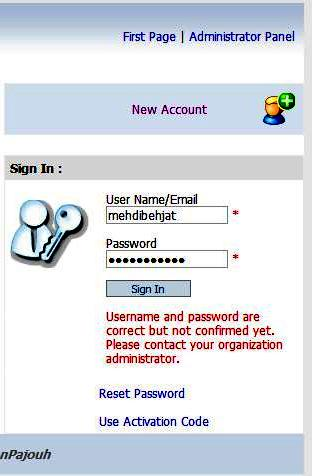 First Page | Administrator Panel
New Account
Sign In :
User Name/Email
mehdibehjat *
Password
●●●●●●●●●●● *
Sign In
Username and password are
correct but not confirmed yet.
Please contact your organization
administrator.
Reset Password
Use Activation Code
nPajouh